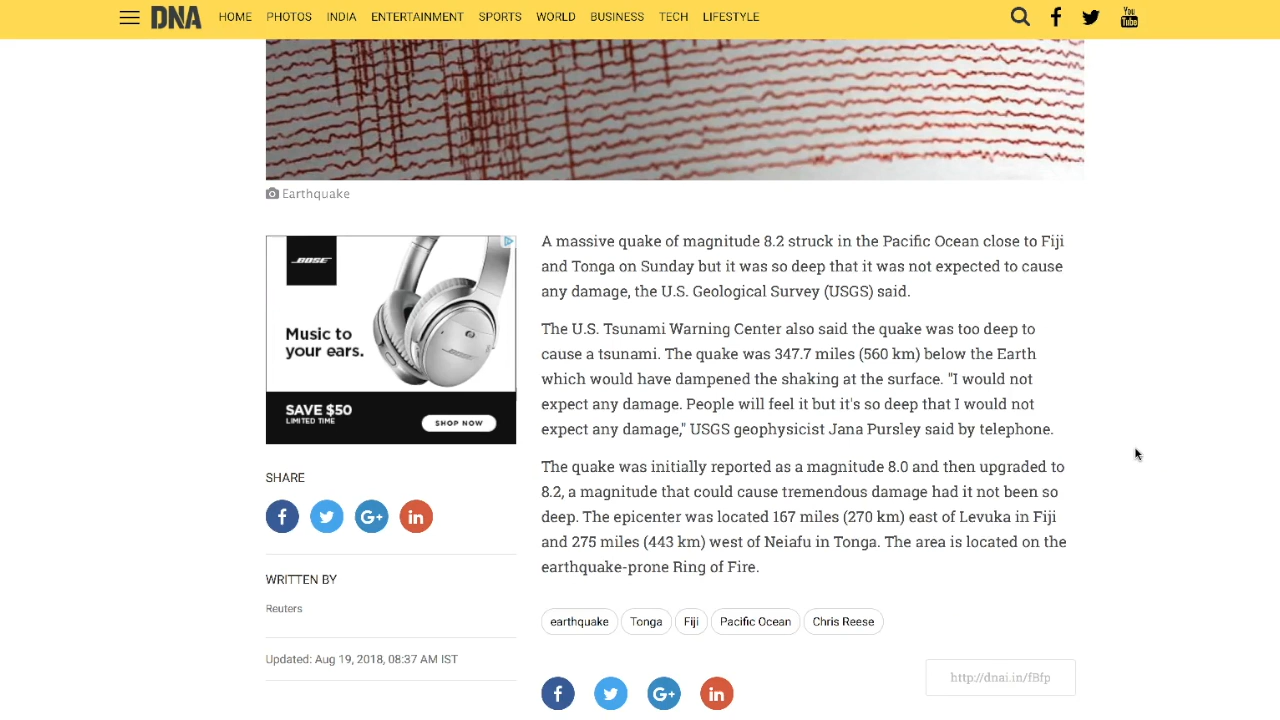 DNA HOME PHOTOS INDIA ENTERTAINMENT SPORTS WORLD BUSINESS TECH LIFESTYLE You Tube
Earthquake
BOSE
Music to
your ears.
BOSE
SAVE $50
LIMITED TIME
SHOP NOW
SHARE
WRITTEN BY
Reuters
Updated: Aug 19, 2018, 08:37 AM IST
A massive quake of magnitude 8.2 struck in the Pacific Ocean close to Fiji
and Tonga on Sunday but it was so deep that it was not expected to cause
any damage, the U.S. Geological Survey (USGS) said.
The U.S. Tsunami Warning Center also said the quake was too deep to
cause a tsunami. The quake was 347.7 miles (560 km) below the Earth
which would have dampened the shaking at the surface. "I would not
expect any damage. People will feel it but it's so deep that I would not
expect any damage," USGS geophysicist Jana Pursley said by telephone.
The quake was initially reported as a magnitude 8.0 and then upgraded to
8.2, a magnitude that could cause tremendous damage had it not been so
deep. The epicenter was located 167 miles (270 km) east of Levuka in Fiji
and 275 miles (443 km) west of Neiafu in Tonga. The area is located on the
earthquake-prone Ring of Fire.
earthquake Tonga Fiji Pacific Ocean Chris Reese
http://dnai.in/fBfp